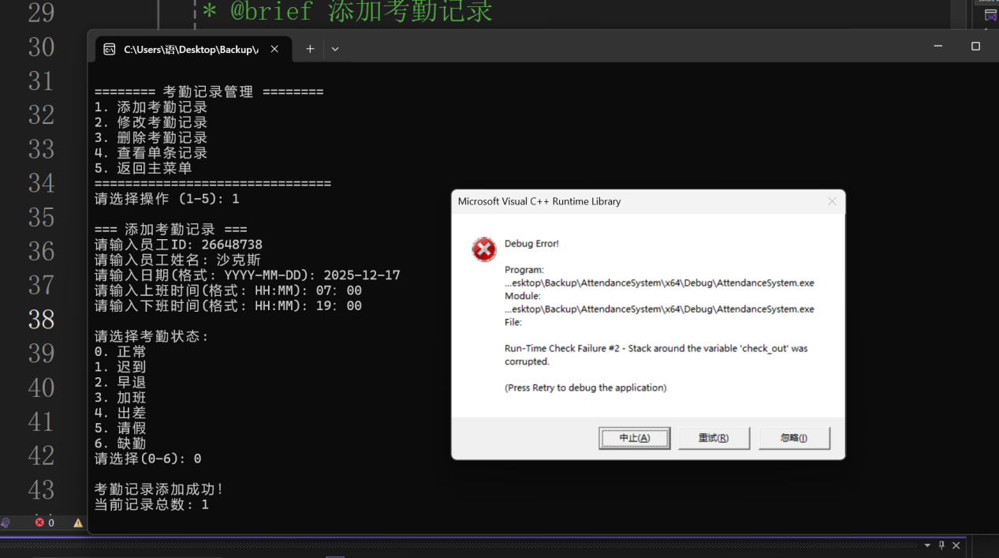 29
* @brief 添加考勤记录
30
31
32
33
34
35
36
37
38
39
40
41
42
43
C:\Users\语\Desktop\Backup\
======== 考勤记录管理 ========
1. 添加考勤记录
2. 修改考勤记录
3. 删除考勤记录
4. 查看单条记录
5. 返回主菜单
===============================
请选择操作 (1-5): 1
=== 添加考勤记录 ===
请输入员工ID: 26648738
请输入员工姓名: 沙克斯
请输入日期(格式: YYYY-MM-DD): 2025-12-17
请输入上班时间(格式: HH:MM): 07：00
请输入下班时间(格式: HH:MM): 19：00
请选择考勤状态:
0. 正常
1. 迟到
2. 早退
3. 加班
4. 出差
5. 请假
6. 缺勤
请选择(0-6): 0
考勤记录添加成功!
当前记录总数: 1
Microsoft Visual C++ Runtime Library
Debug Error!
Program:
...esktop\Backup\AttendanceSystem\x64\Debug\AttendanceSystem.exe
Module:
...esktop\Backup\AttendanceSystem\x64\Debug\AttendanceSystem.exe
File:
Run-Time Check Failure #2 - Stack around the variable 'check_out' was
corrupted.
(Press Retry to debug the application)
中止(A)
重试(R)
忽略(I)
0